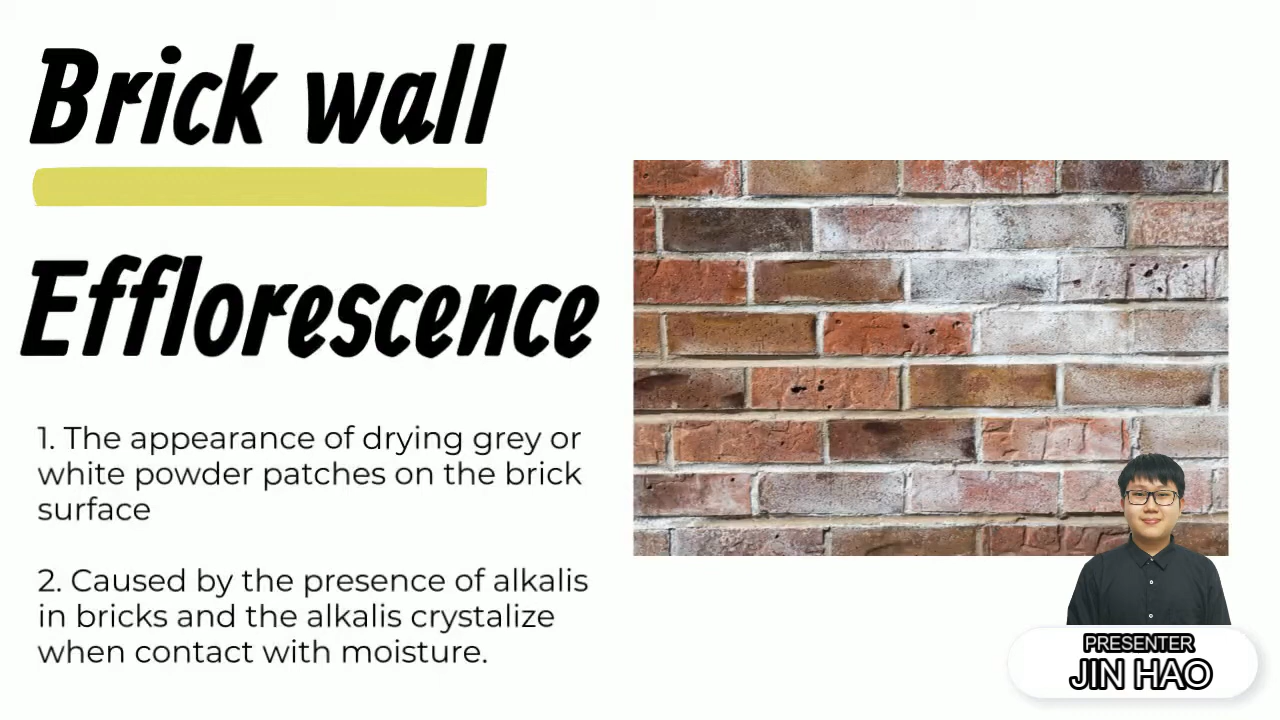 Brick wall
Efflorescence
1. The appearance of drying grey or
white powder patches on the brick
surface
2. Caused by the presence of alkalis
in bricks and the alkalis crystalize
when contact with moisture.
PRESENTER
JIN HAO